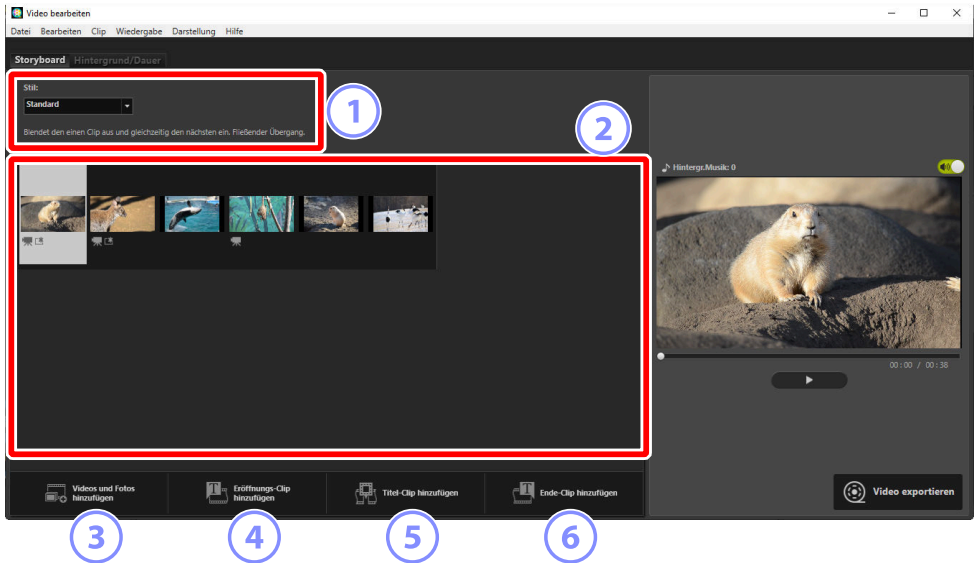 Video bearbeiten
Datei Bearbeiten Clip Wiedergabe Darstellung Hilfe
Storyboard Hintergrund/Dauer
Stil:
Standard
Blendet den einen Clip aus und gleichzeitig den nächsten ein. Fließender Übergang.
1
2
Hintergr.Musik: 0
00:00 / 00:38
Videos und Fotos
hinzufügen
Eröffnungs-Clip
hinzufügen
Titel-Clip hinzufügen
Ende-Clip hinzufügen
Video exportieren
3
4
5
6